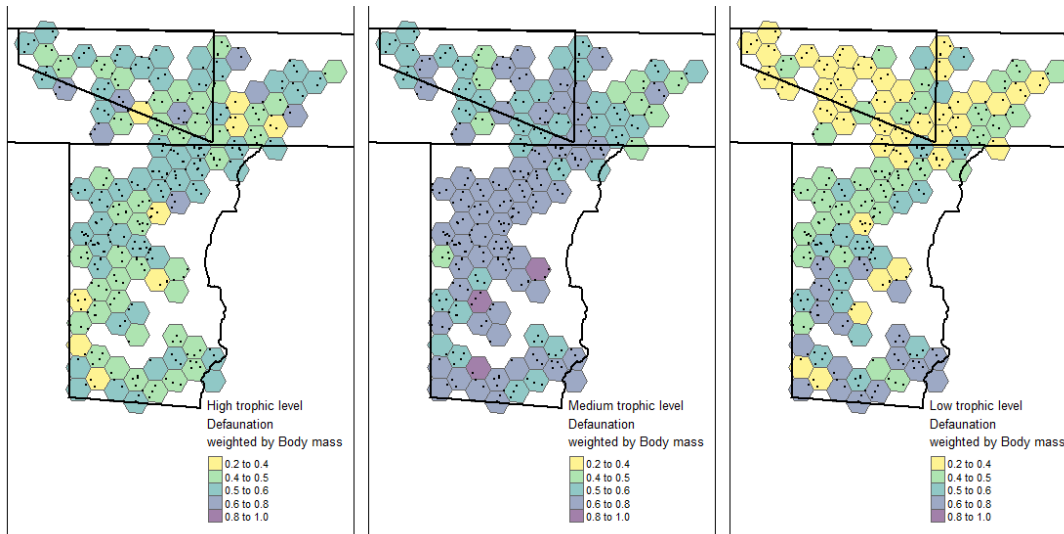 High trophic level
Defaunation
weighted by Body mass
0.2 to 0.4
0.4 to 0.5
0.5 to 0.6
0.6 to 0.8
0.8 to 1.0
Medium trophic level
Defaunation
weighted by Body mass
0.2 to 0.4
0.4 to 0.5
0.5 to 0.6
0.6 to 0.8
0.8 to 1.0
Low trophic level
Defaunation
weighted by Body mass
0.2 to 0.4
0.4 to 0.5
0.5 to 0.6
0.6 to 0.8
0.8 to 1.0